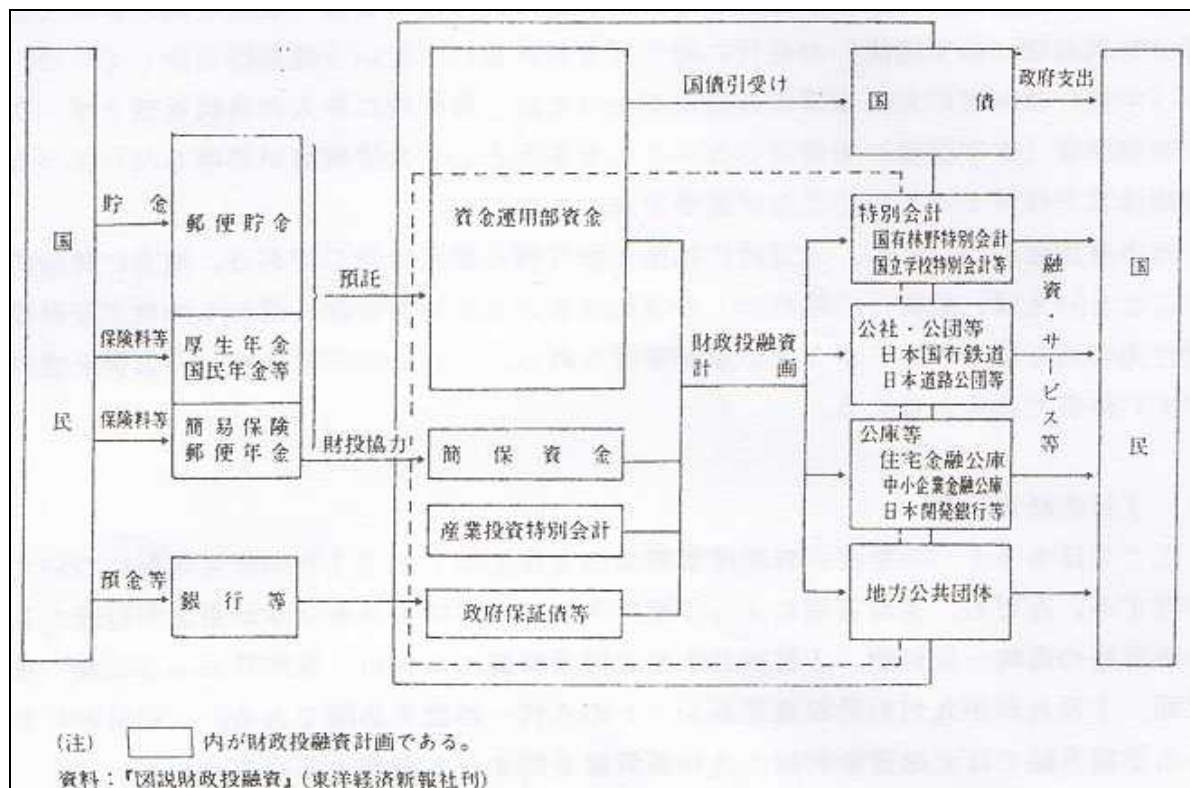 国民
貯金
保険料等
保険料等
預金等
郵便貯金
厚生年金
国民年金等
簡易保険
郵便年金
銀行等
預託
財投協力
資金運用部資金
簡保資金
産業投資特別会計
政府保証債等
国債引受け
財政投融資
計画
国債
特別会計
国有林野特別会計
国立学校特別会計等
公社・公団等
日本国有鉄道
日本道路公団等
公庫等
住宅金融公庫
中小企業金融公庫
日本開発銀行等
地方公共団体
政府支出
融資サービス等
国民
(注) 内が財政投融資計画である。
資料：『図説財政投融資』(東洋経済新報社刊)